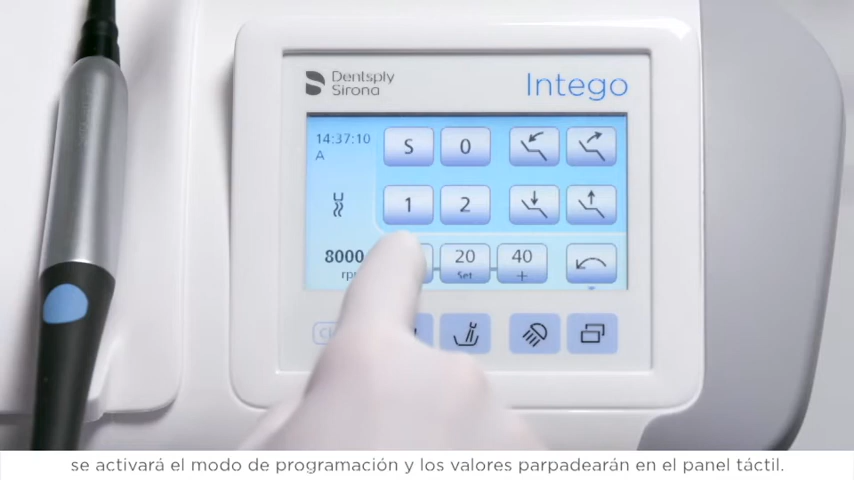 Dentsply
Sirona
Intego
14:37:10
A
S
0
1
2
8000
20
Set
40
+
se activará el modo de programación y los valores parpadearán en el panel táctil.